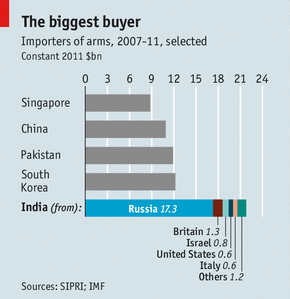 The biggest buyer
Importers of arms, 2007-11, selected
Constant 2011 $bn
0 3 6 9 12 15 18 21 24
Singapore
China
Pakistan
South
Korea
India (from):
Russia 17.3
Britain 1.3
Israel 0.8
United States 0.6
Italy 0.6
Others 1.2
Sources: SIPRI; IMF